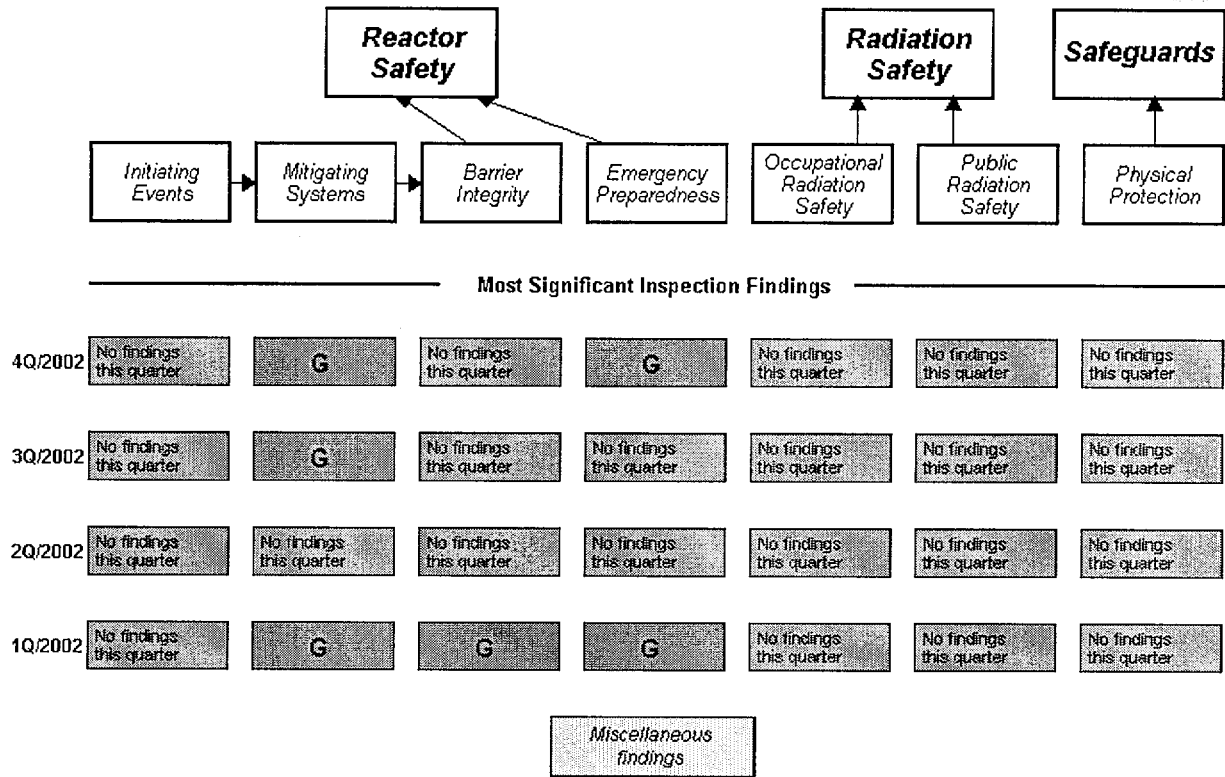 Reactor
Safety
Radiation
Safety
Safeguards
Initiating
Events
Mitigating
Systems
Barrier
Integrity
Emergency
Preparedness
Occupational
Radiation
Safety
Public
Radiation
Safety
Physical
Protection
Most Significant Inspection Findings
4Q/2002
No findings
this quarter
G
No findings
this quarter
G
No findings
this quarter
No findings
this quarter
No findings
this quarter
3Q/2002
No findings
this quarter
G
No findings
this quarter
No findings
this quarter
No findings
this quarter
No findings
this quarter
No findings
this quarter
2Q/2002
No findings
this quarter
No findings
this quarter
No findings
this quarter
No findings
this quarter
No findings
this quarter
No findings
this quarter
No findings
this quarter
1Q/2002
No findings
this quarter
G
G
G
No findings
this quarter
No findings
this quarter
No findings
this quarter
Miscellaneous
findings